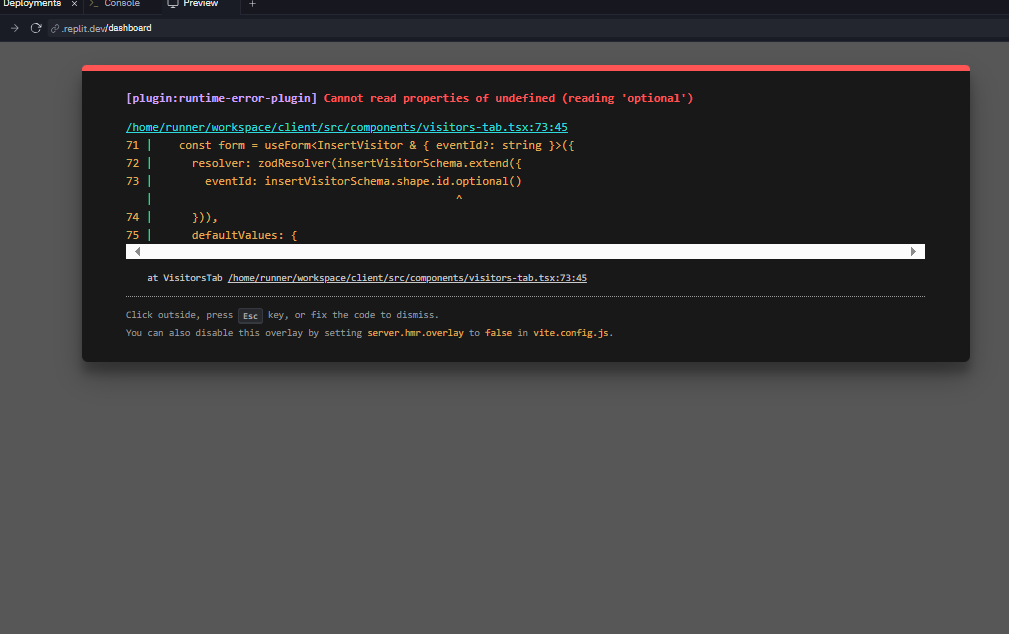 Deployments × >_ Console Preview +
.replit.dev/dashboard
[plugin:runtime-error-plugin] Cannot read properties of undefined (reading 'optional')
/home/runner/workspace/client/src/components/visitors-tab.tsx:73:45
71 | const form = useForm<InsertVisitor & { eventId?: string }>({
72 | resolver: zodResolver(insertVisitorSchema.extend({
73 | eventId: insertVisitorSchema.shape.id.optional()
| ^
74 | })),
75 | defaultValues: {
at VisitorsTab /home/runner/workspace/client/src/components/visitors-tab.tsx:73:45
Click outside, press Esc key, or fix the code to dismiss.
You can also disable this overlay by setting server.hmr.overlay to false in vite.config.js.